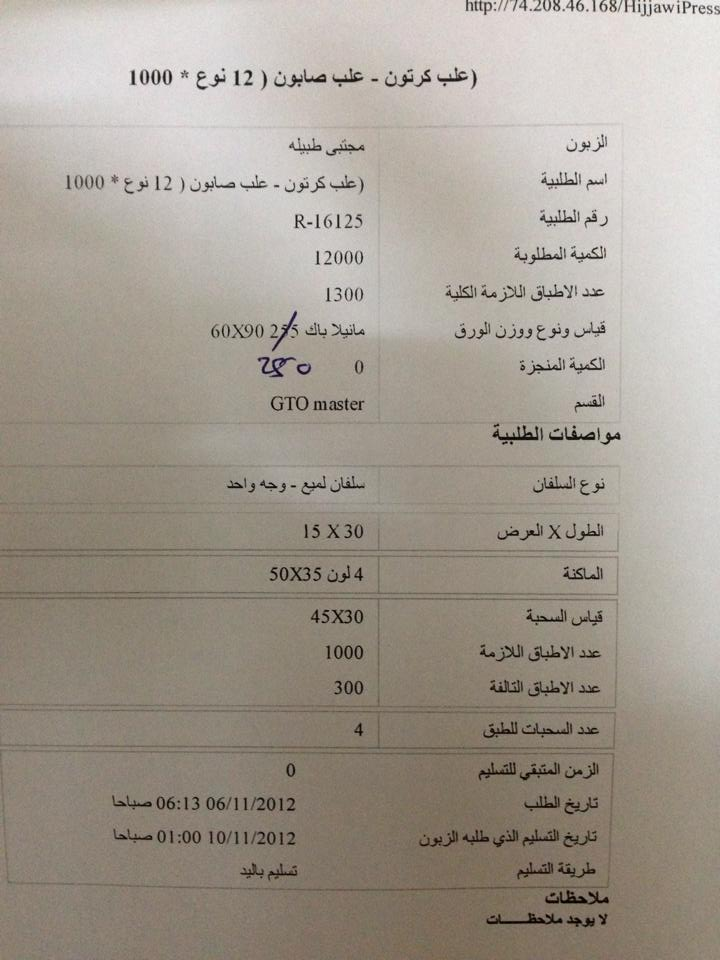 http://74.208.46.168/HijjawiPress
(علب كرتون - علب صابون ( 12 نوع * 1000
الزبون مجتبى طبيله
اسم الطلبية (علب كرتون - علب صابون ( 12 نوع * 1000
رقم الطلبية R-16125
الكمية المطلوبة 12000
عدد الاطباق اللازمة الكلية 1300
قياس ونوع ووزن الورق مانيلا باك 255 60X90
الكمية المنجزة 0 250
القسم GTO master
مواصفات الطلبية
نوع السلفان سلفان لميع - وجه واحد
الطول X العرض 15 X 30
الماكنة 4 لون 50X35
قياس السحبة 45X30
عدد الاطباق اللازمة 1000
عدد الاطباق التالفة 300
عدد السحبات للطبق 4
الزمن المتبقي للتسليم 0
تاريخ الطلب 06/11/2012 06:13 صباحا
تاريخ التسليم الذي طلبه الزبون 10/11/2012 01:00 صباحا
طريقة التسليم تسليم باليد
ملاحظات
لا يوجد ملاحظـــات